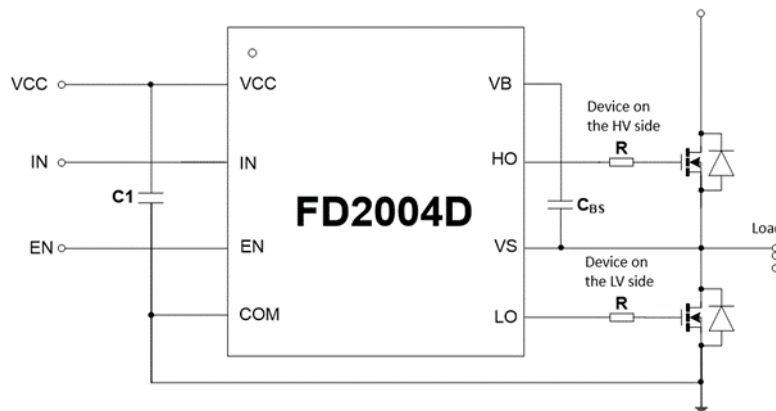 VCC
VCC
VB
Device on
the HV side
IN
IN
HO
R
C1
FD2004D
CBS
EN
EN
VS
Load
Device on
the LV side
COM
LO
R